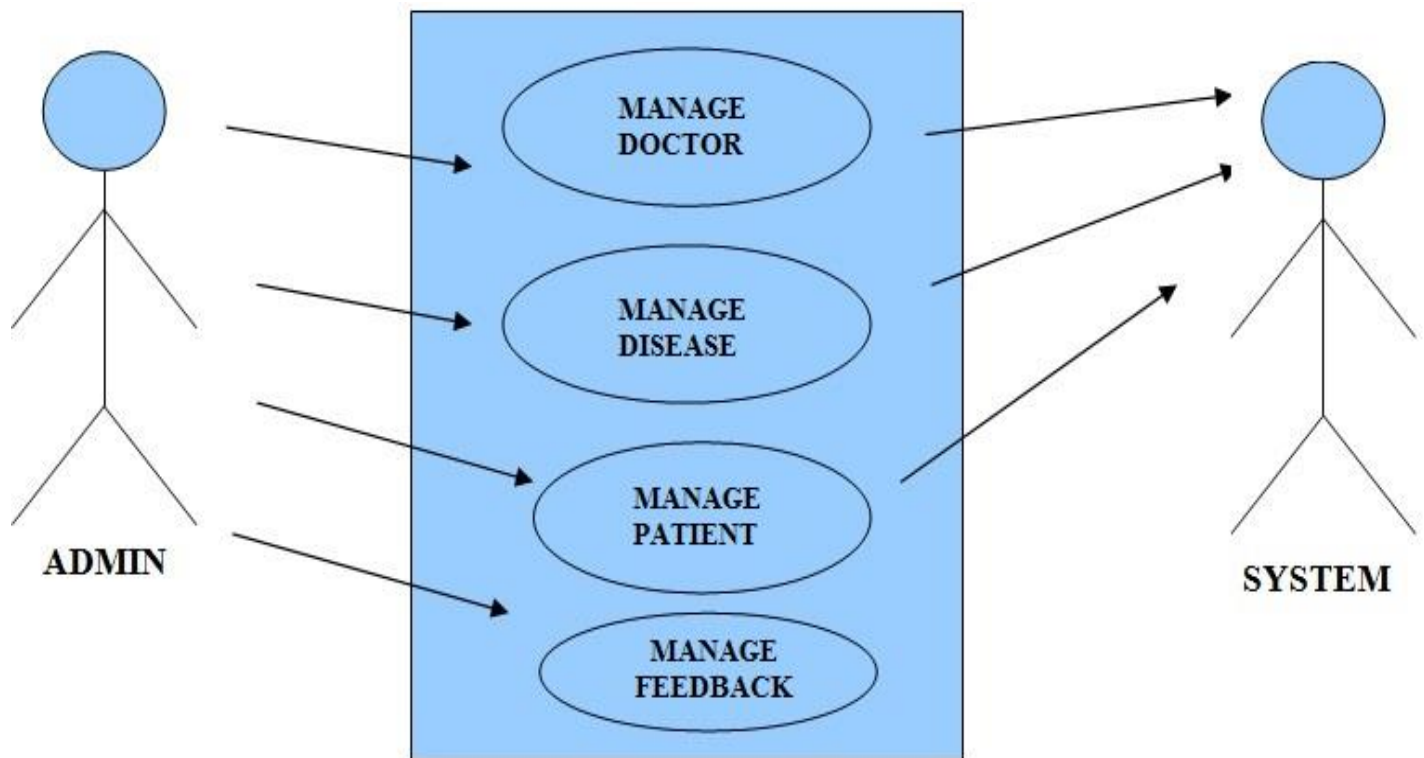 MANAGE
DOCTOR
MANAGE
DISEASE
MANAGE
PATIENT
ADMIN
SYSTEM
MANAGE
FEEDBACK